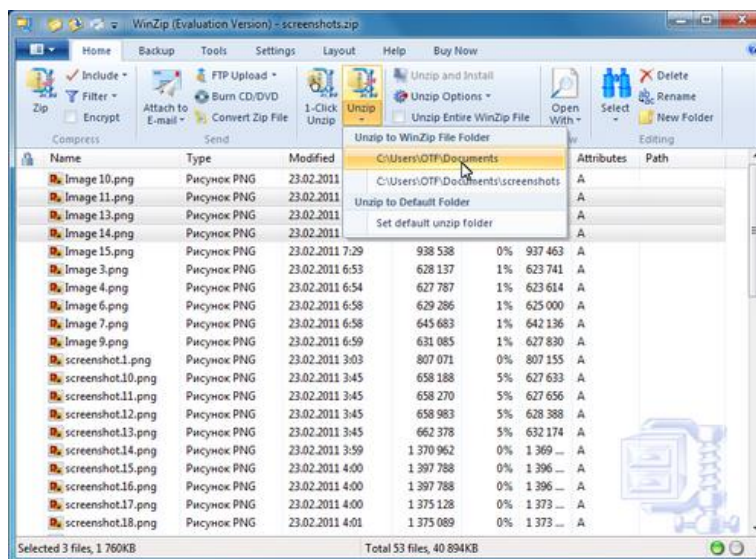 WinZip (Evaluation Version) - screenshots.zip
Home Backup Tools Settings Layout Help Buy Now
Zip
Include
Filter
Encrypt
Compress
Attach to E-mail
FTP Upload
Burn CD/DVD
Convert Zip File
Send
1-Click Unzip
Unzip
Unzip and Install
Unzip Options
Unzip Entire WinZip File
Open With
Select
Delete
Rename
New Folder
Editing
Unzip to WinZip File Folder
C:\Users\OTF\Documents
C:\Users\OTF\Documents\screenshots
Unzip to Default Folder
Set default unzip folder
Name Type Modified Attributes Path
Image 10.png Рисунок PNG 23.02.2011 A
Image 11.png Рисунок PNG 23.02.2011 A
Image 13.png Рисунок PNG 23.02.2011 A
Image 14.png Рисунок PNG 23.02.2011 A
Image 15.png Рисунок PNG 23.02.2011 7:29 938 538 0% 937 463 A
Image 3.png Рисунок PNG 23.02.2011 6:53 628 137 1% 623 741 A
Image 4.png Рисунок PNG 23.02.2011 6:54 627 787 1% 623 614 A
Image 6.png Рисунок PNG 23.02.2011 6:58 629 286 1% 625 000 A
Image 7.png Рисунок PNG 23.02.2011 6:58 645 683 1% 642 136 A
Image 9.png Рисунок PNG 23.02.2011 6:59 631 085 1% 627 830 A
screenshot.1.png Рисунок PNG 23.02.2011 3:03 807 071 0% 807 155 A
screenshot.10.png Рисунок PNG 23.02.2011 3:45 658 188 5% 627 633 A
screenshot.11.png Рисунок PNG 23.02.2011 3:45 658 270 5% 627 656 A
screenshot.12.png Рисунок PNG 23.02.2011 3:45 658 983 5% 628 388 A
screenshot.13.png Рисунок PNG 23.02.2011 3:45 662 378 5% 632 174 A
screenshot.14.png Рисунок PNG 23.02.2011 3:59 1 370 962 0% 1 369 ... A
screenshot.15.png Рисунок PNG 23.02.2011 4:00 1 397 788 0% 1 396 ... A
screenshot.16.png Рисунок PNG 23.02.2011 4:00 1 397 788 0% 1 396 ... A
screenshot.17.png Рисунок PNG 23.02.2011 4:00 1 375 128 0% 1 373 ... A
screenshot.18.png Рисунок PNG 23.02.2011 4:01 1 375 089 0% 1 373 ... A
Selected 3 files, 1 760KB Total 53 files, 40 894KB